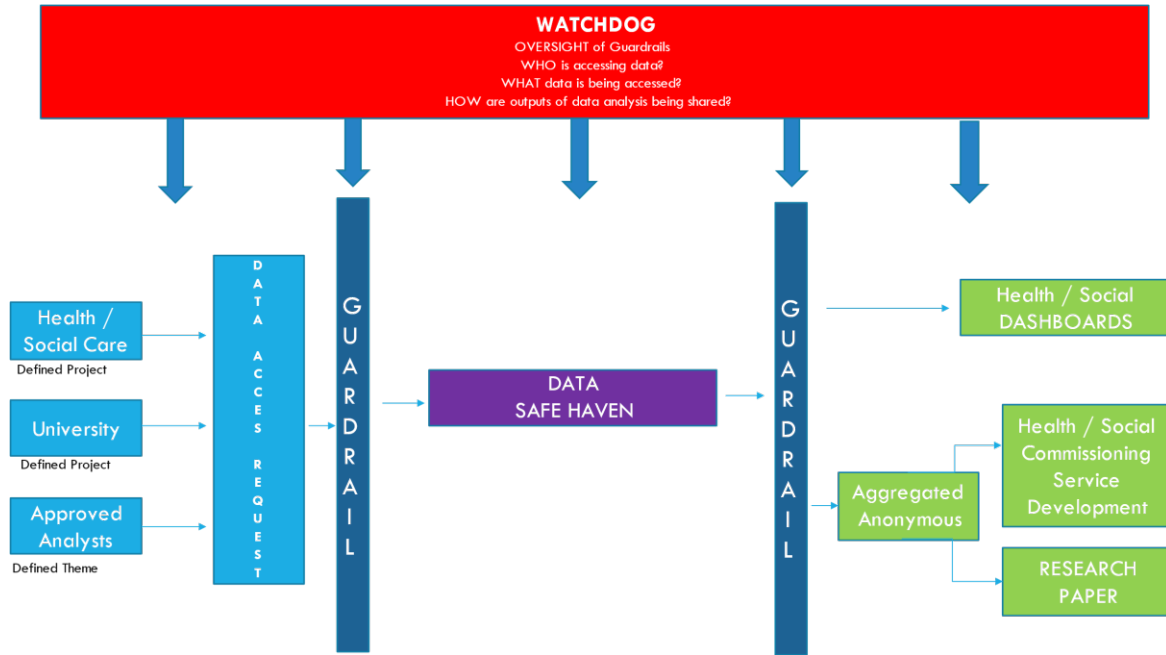 WATCHDOG
OVERSIGHT of Guardrails
WHO is accessing data?
WHAT data is being accessed?
HOW are outputs of data analysis being shared?
Health /
Social Care
Defined Project
University
Defined Project
Approved
Analysts
Defined Theme
DATA ACCES REQUEST
GUARDRAIL
DATA
SAFE HAVEN
GUARDRAIL
Health / Social
DASHBOARDS
Aggregated
Anonymous
Health / Social
Commissioning
Service
Development
RESEARCH
PAPER